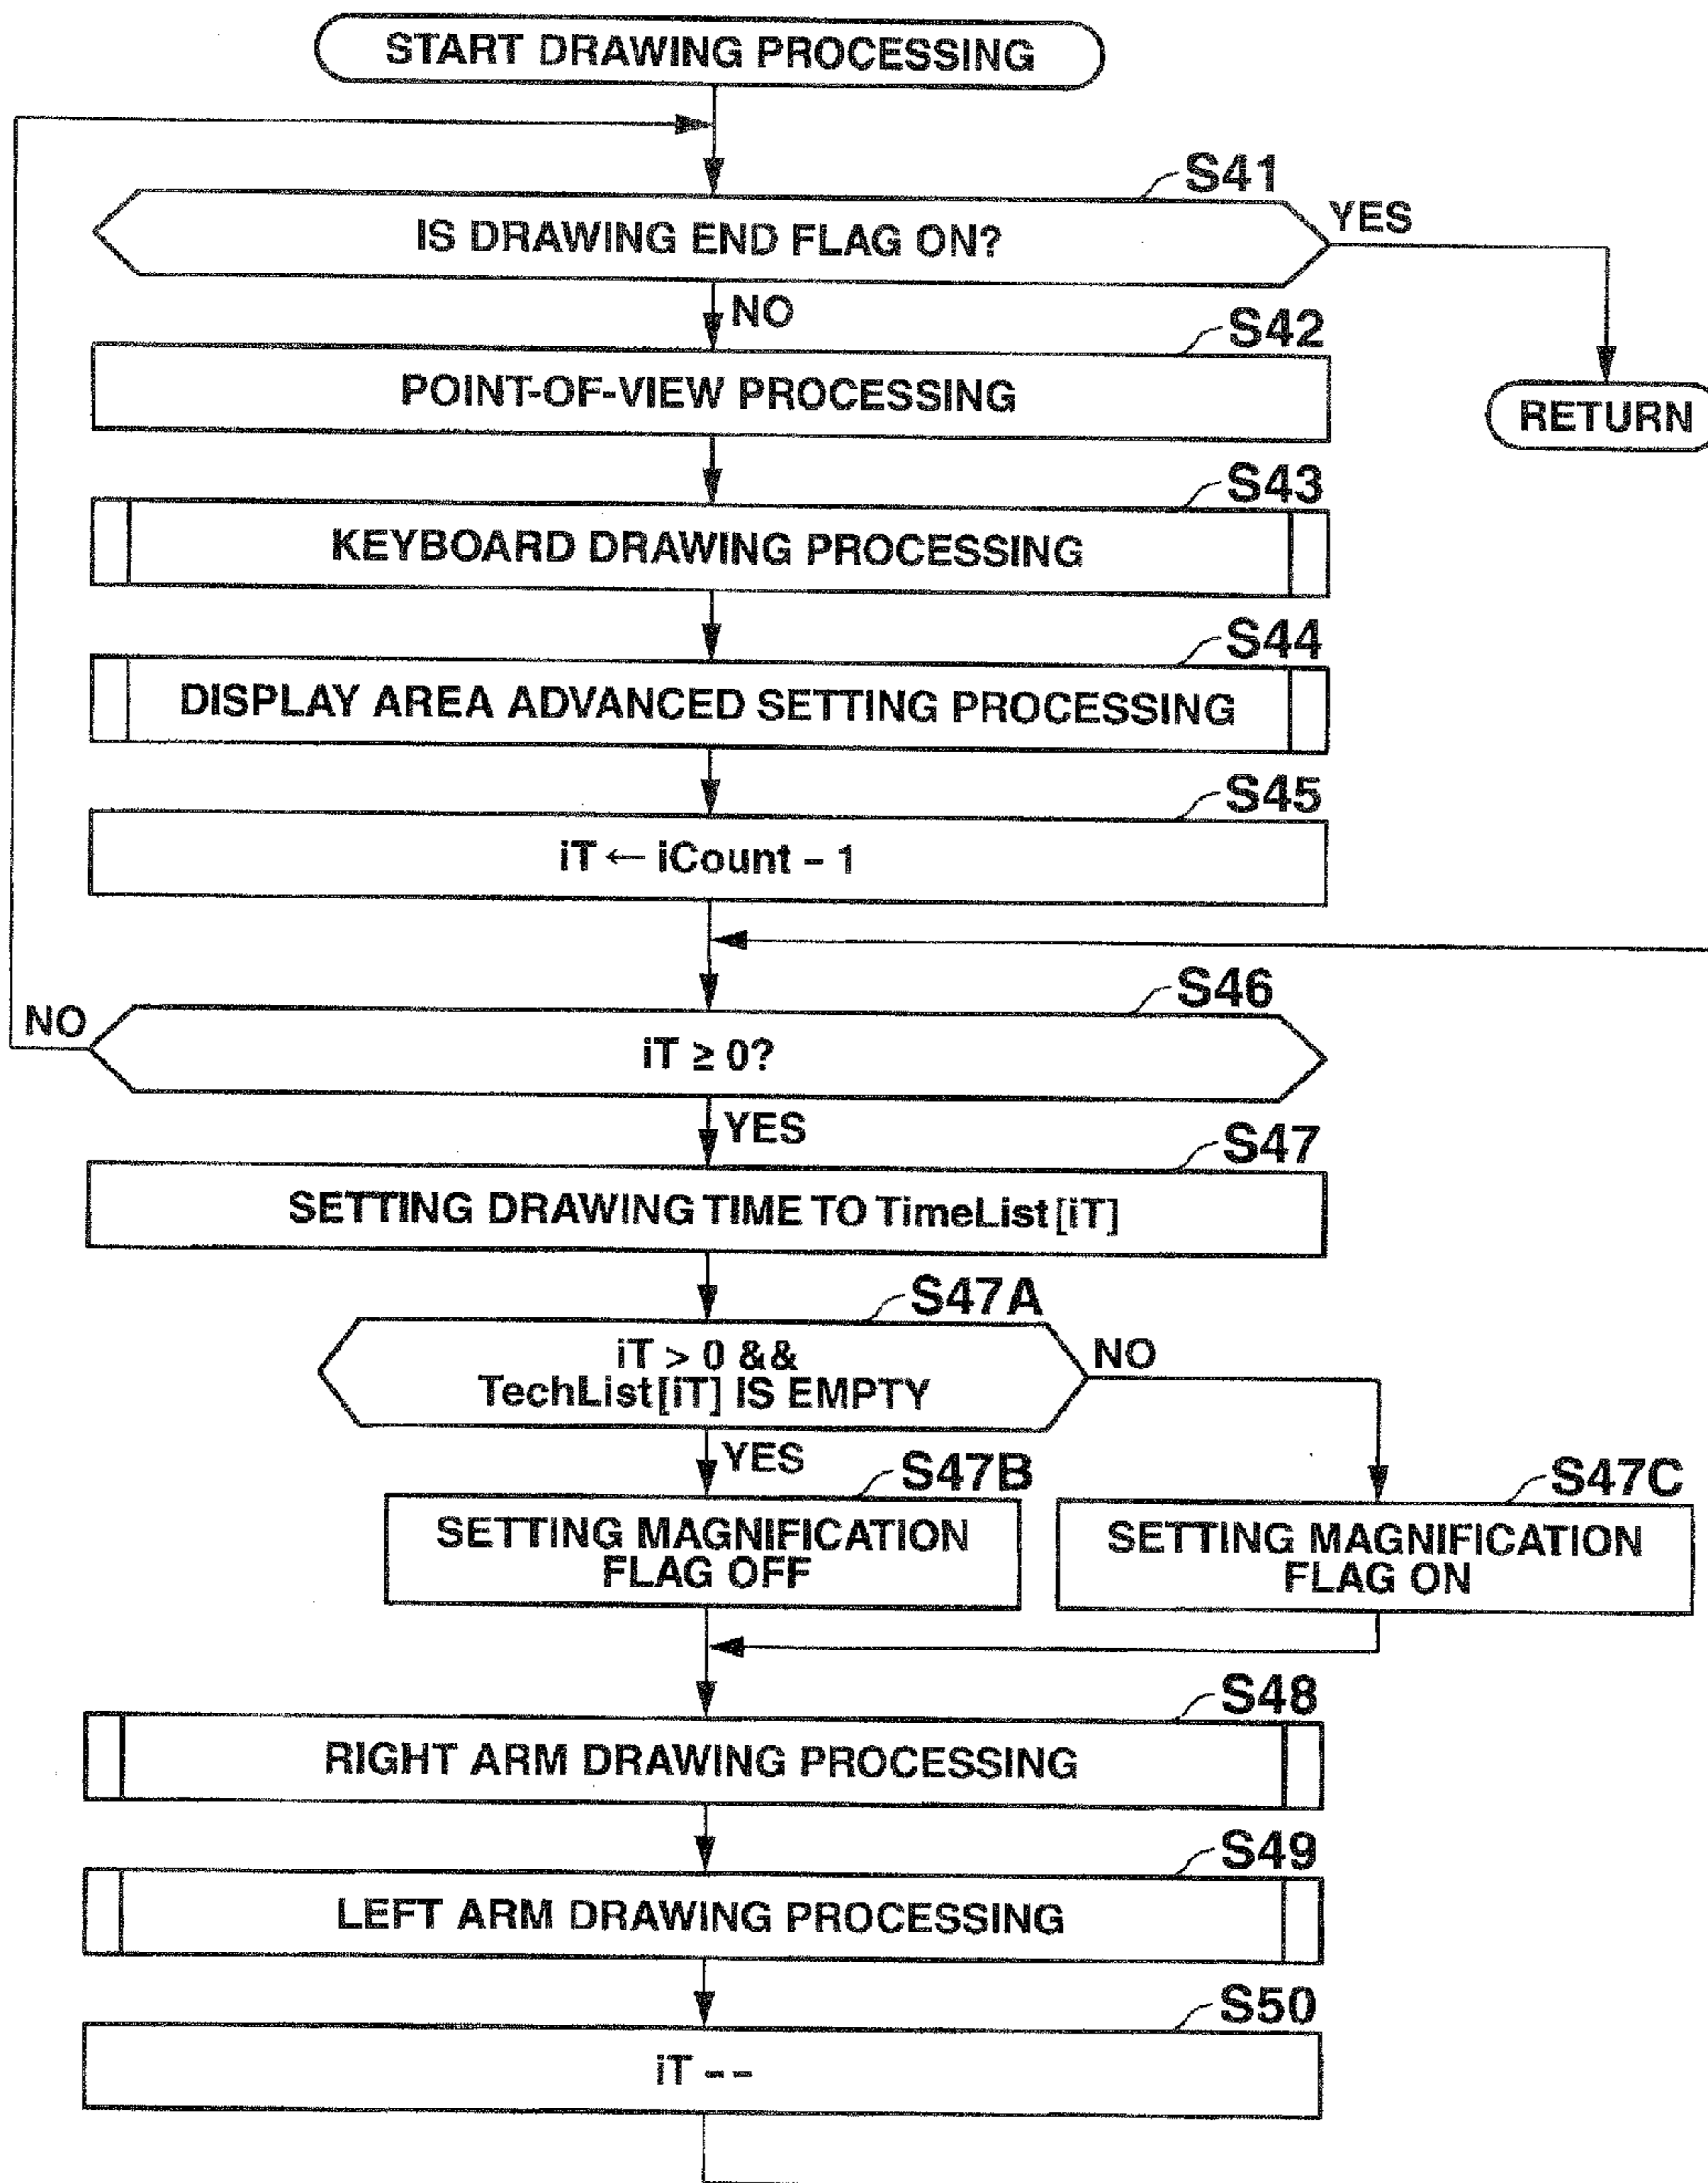 START DRAWING PROCESSING
S41
IS DRAWING END FLAG ON?
YES
NO
S42
POINT-OF-VIEW PROCESSING
RETURN
S43
KEYBOARD DRAWING PROCESSING
S44
DISPLAY AREA ADVANCED SETTING PROCESSING
S45
iT ← iCount – 1
S46
NO
iT ≥ 0?
YES
S47
SETTING DRAWING TIME TO TimeList [iT]
S47A
iT > 0 &&
TechList [iT] IS EMPTY
NO
YES
S47B
SETTING MAGNIFICATION
FLAG OFF
S47C
SETTING MAGNIFICATION
FLAG ON
S48
RIGHT ARM DRAWING PROCESSING
S49
LEFT ARM DRAWING PROCESSING
S50
iT – –